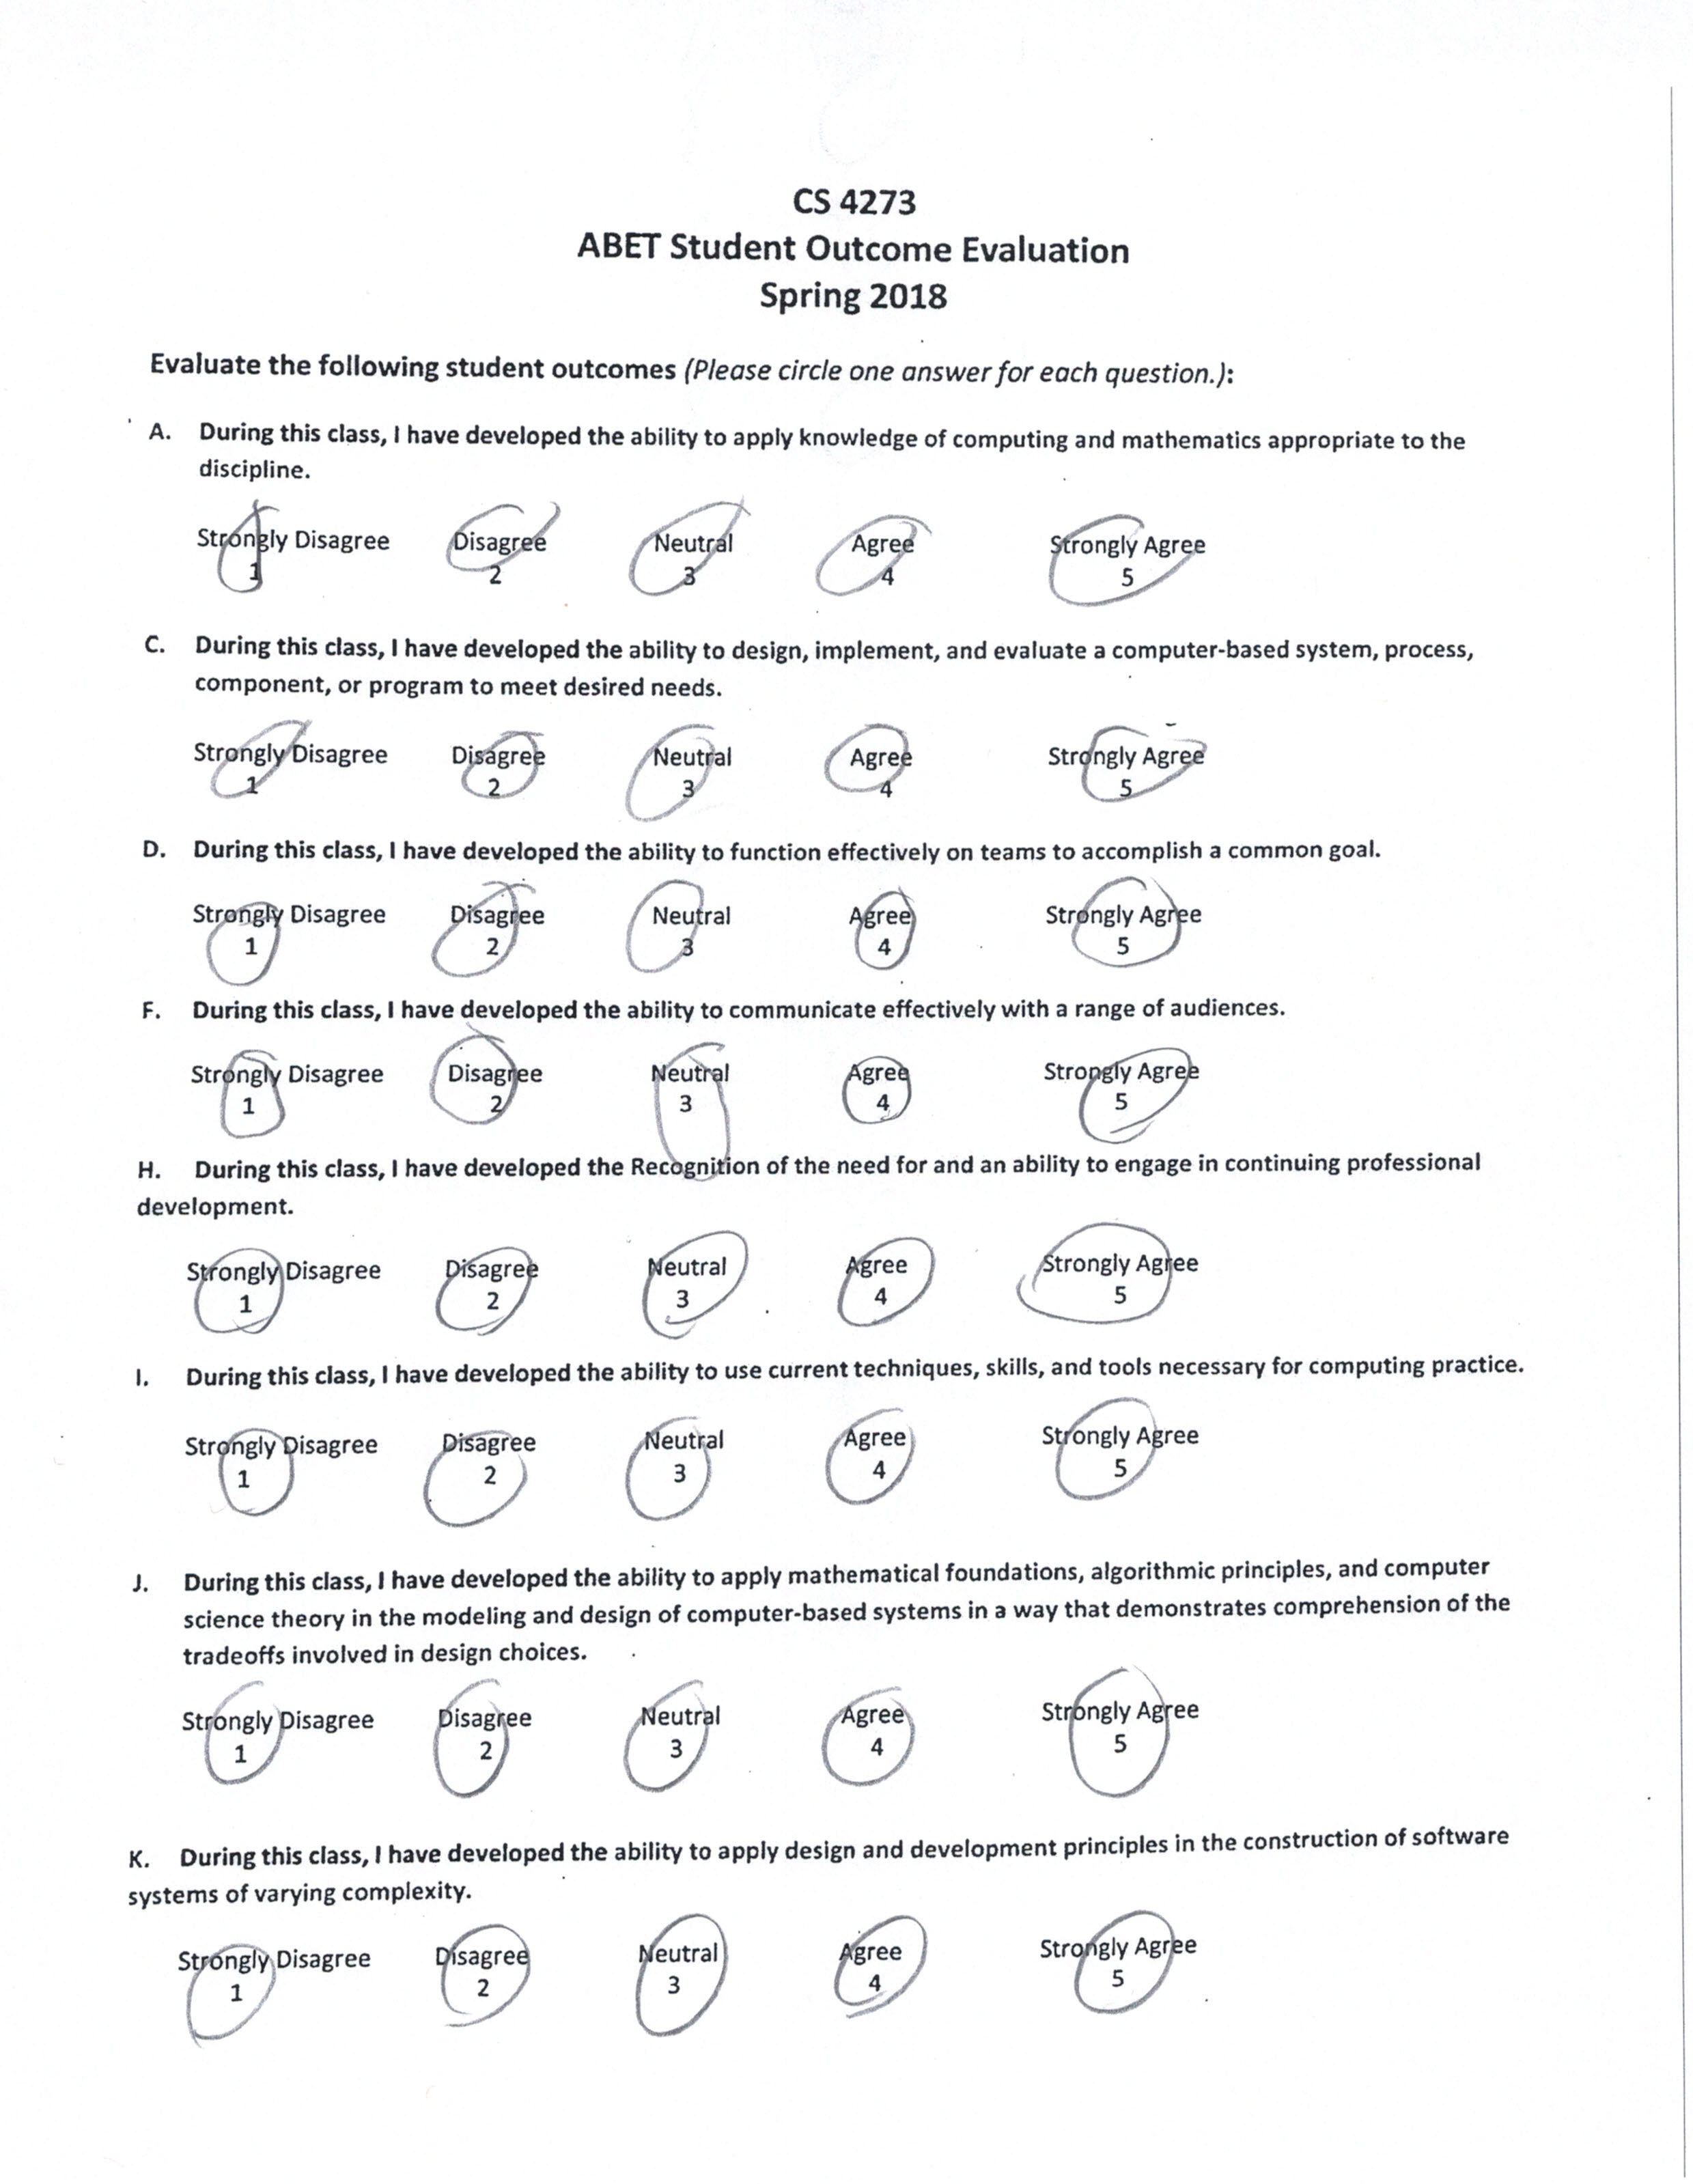 CS 4273
ABET Student Outcome Evaluation
Spring 2018
Evaluate the following student outcomes (Please circle one answer for each question.):
A. During this class, I have developed the ability to apply knowledge of computing and mathematics appropriate to the
discipline.
Strongly Disagree Disagree Neutral Agree Strongly Agree
1 2 3 4 5
C. During this class, I have developed the ability to design, implement, and evaluate a computer-based system, process,
component, or program to meet desired needs.
Strongly Disagree Disagree Neutral Agree Strongly Agree
1 2 3 4 5
D. During this class, I have developed the ability to function effectively on teams to accomplish a common goal.
Strongly Disagree Disagree Neutral Agree Strongly Agree
1 2 3 4 5
F. During this class, I have developed the ability to communicate effectively with a range of audiences.
Strongly Disagree Disagree Neutral Agree Strongly Agree
1 2 3 4 5
H. During this class, I have developed the Recognition of the need for and an ability to engage in continuing professional
development.
Strongly Disagree Disagree Neutral Agree Strongly Agree
1 2 3 4 5
I. During this class, I have developed the ability to use current techniques, skills, and tools necessary for computing practice.
Strongly Disagree Disagree Neutral Agree Strongly Agree
1 2 3 4 5
J. During this class, I have developed the ability to apply mathematical foundations, algorithmic principles, and computer
science theory in the modeling and design of computer-based systems in a way that demonstrates comprehension of the
tradeoffs involved in design choices.
Strongly Disagree Disagree Neutral Agree Strongly Agree
1 2 3 4 5
K. During this class, I have developed the ability to apply design and development principles in the construction of software
systems of varying complexity.
Strongly Disagree Disagree Neutral Agree Strongly Agree
1 2 3 4 5